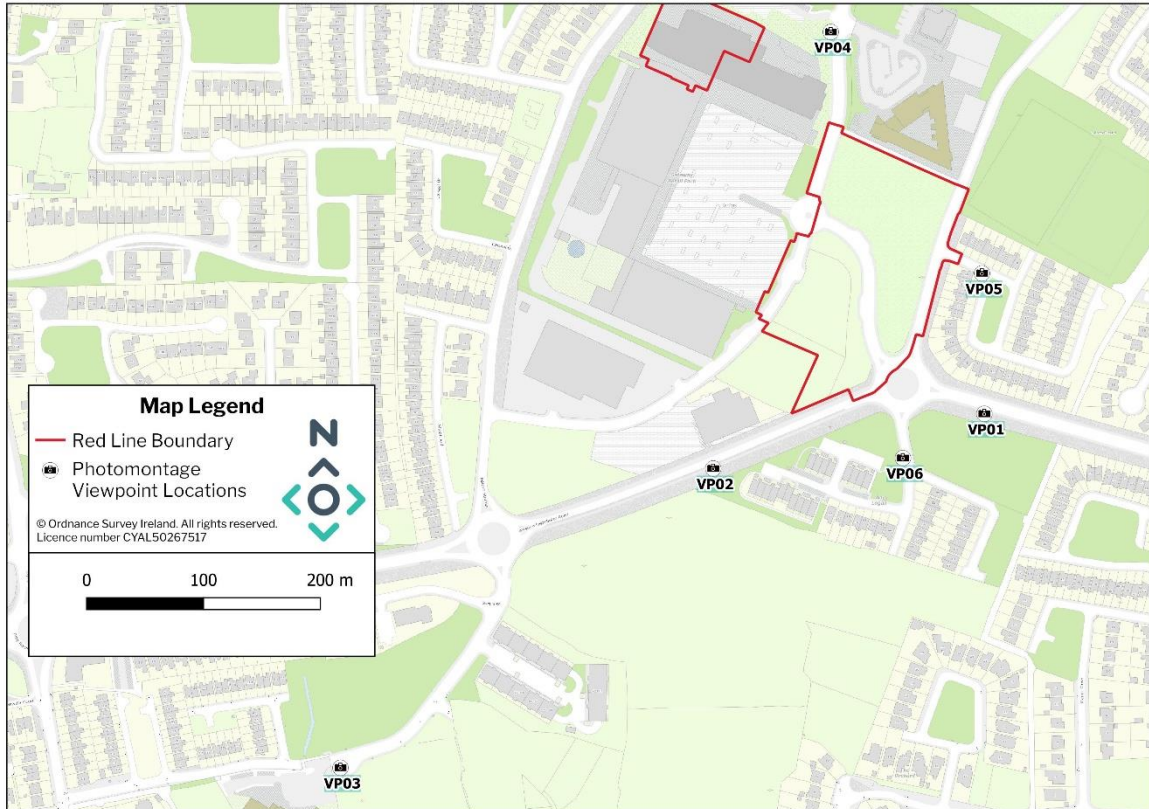 VP04
VP05
VP01
VP06
VP02
VP03
Map Legend
Red Line Boundary
Photomontage
Viewpoint Locations
N
© Ordnance Survey Ireland. All rights reserved.
Licence number CYAL50267517
0 100 200 m